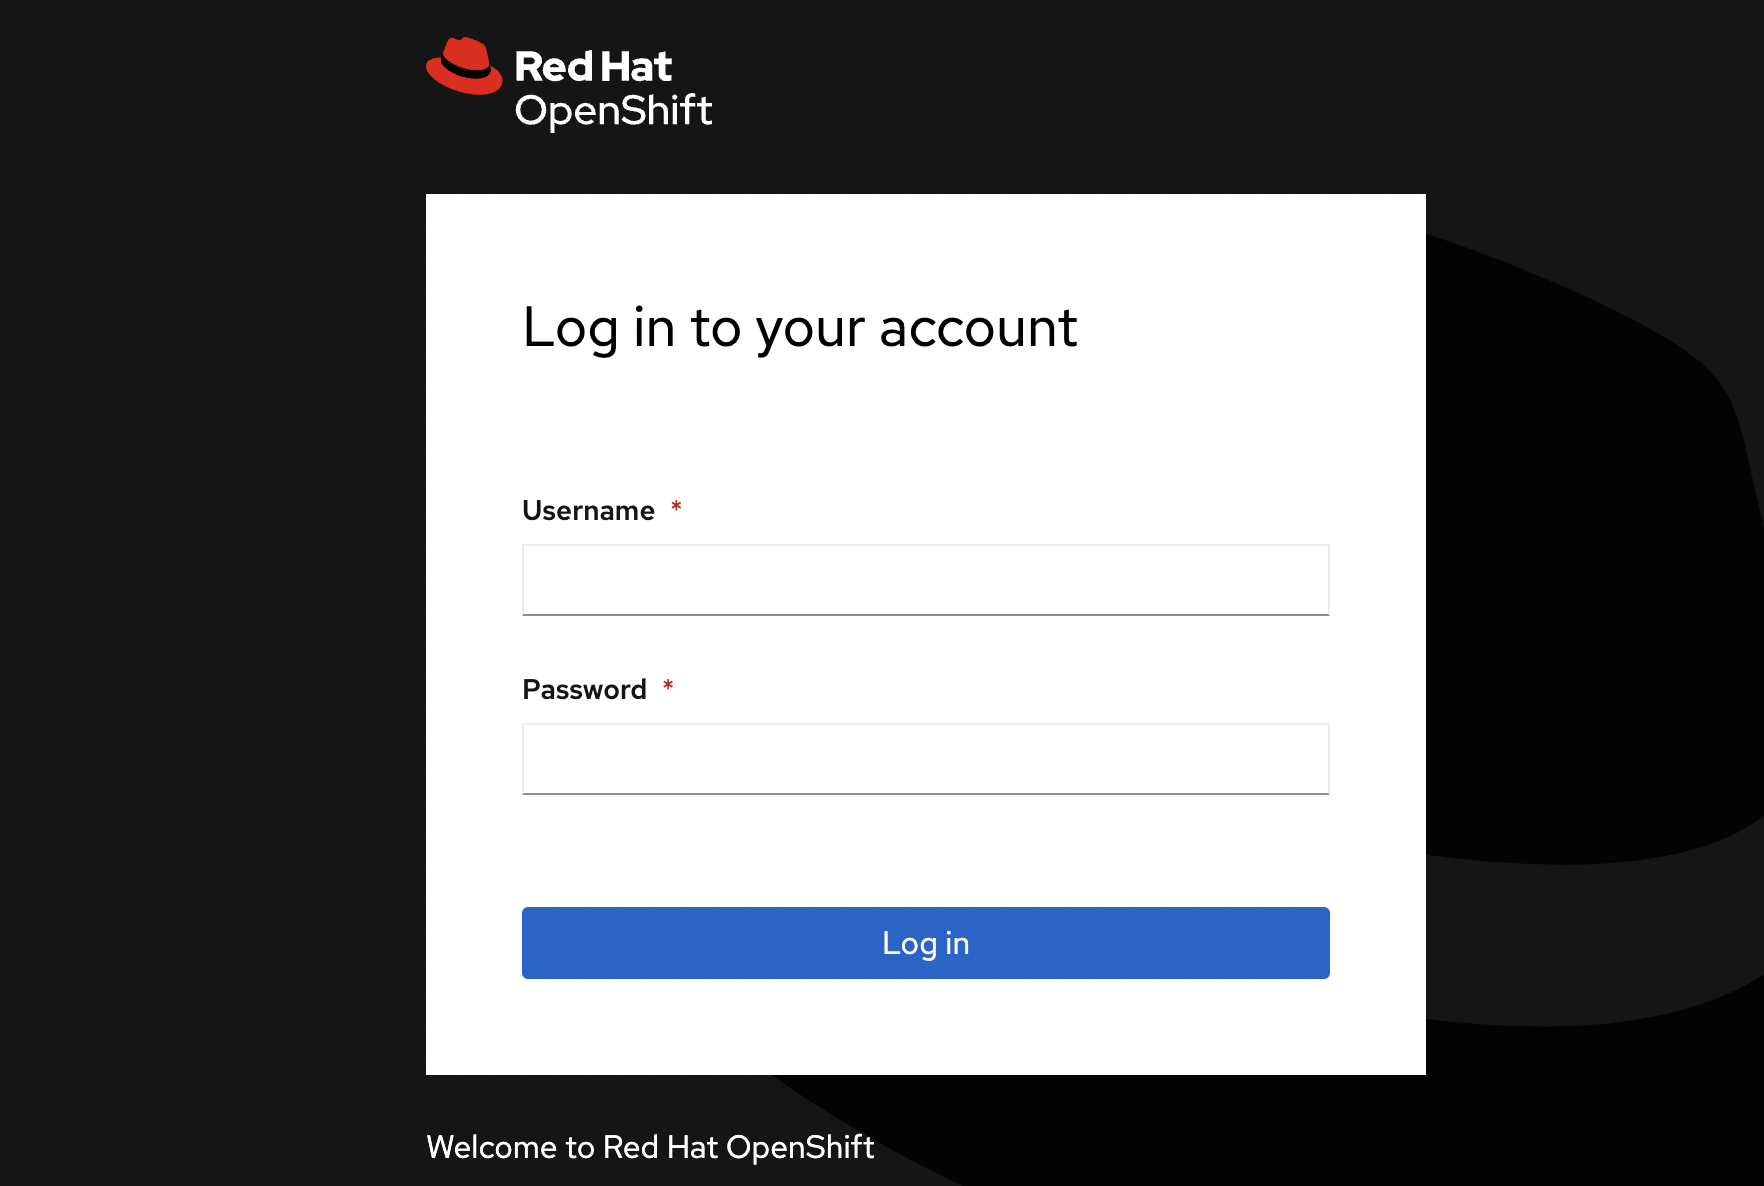 Red Hat
OpenShift
Log in to your account
Username *
Password *
Log in
Welcome to Red Hat OpenShift